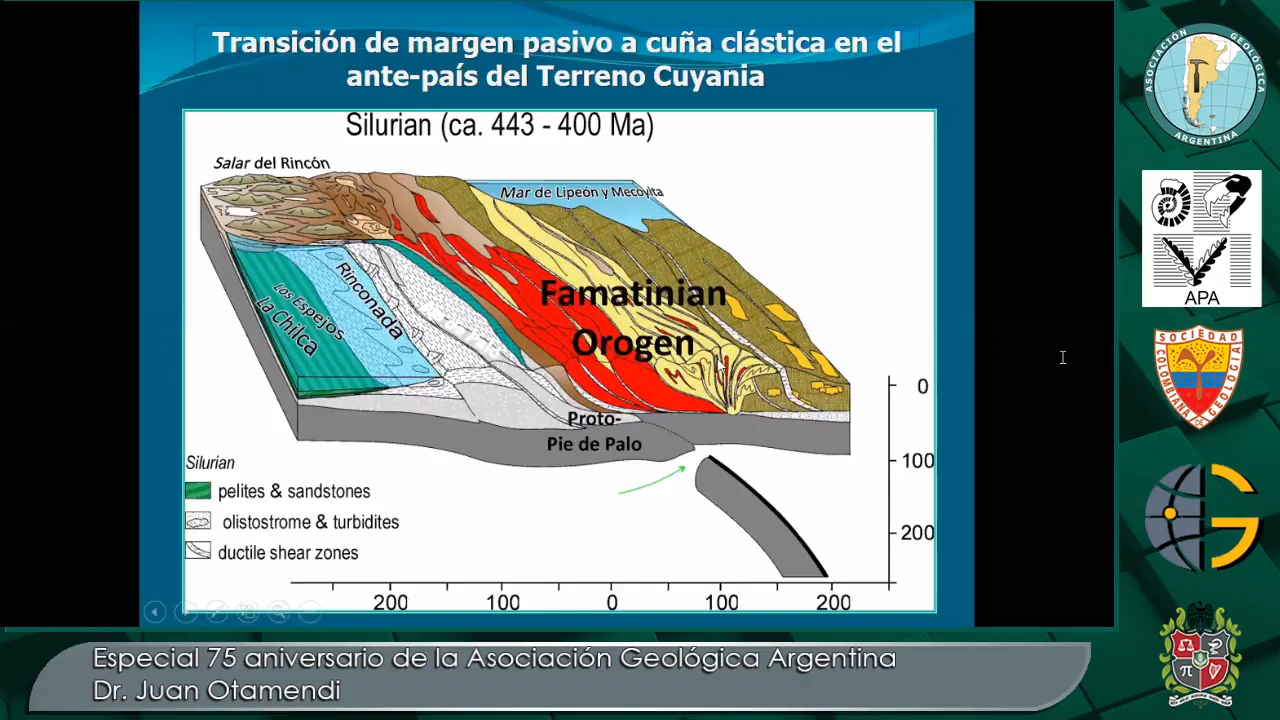 Transición de margen pasivo a cuña clástica en el
ante-país del Terreno Cuyania
Silurian (ca. 443 - 400 Ma)
Salar del Rincón
Mar de Lipeón y Mecoyita
Los Espejos
La Chilca
Rinconada
Famatinian
Orogen
Proto-
Pie de Palo
0
100
200
Silurian
pelites & sandstones
olistostrome & turbidites
ductile shear zones
200 100 0 100 200
Especial 75 aniversario de la Asociación Geológica Argentina
Dr. Juan Otamendi
ASOCIACIÓN GEOLÓGICA
ARGENTINA
APA
SOCIEDAD
COLOMBIANA
DE
GEOLOGIA